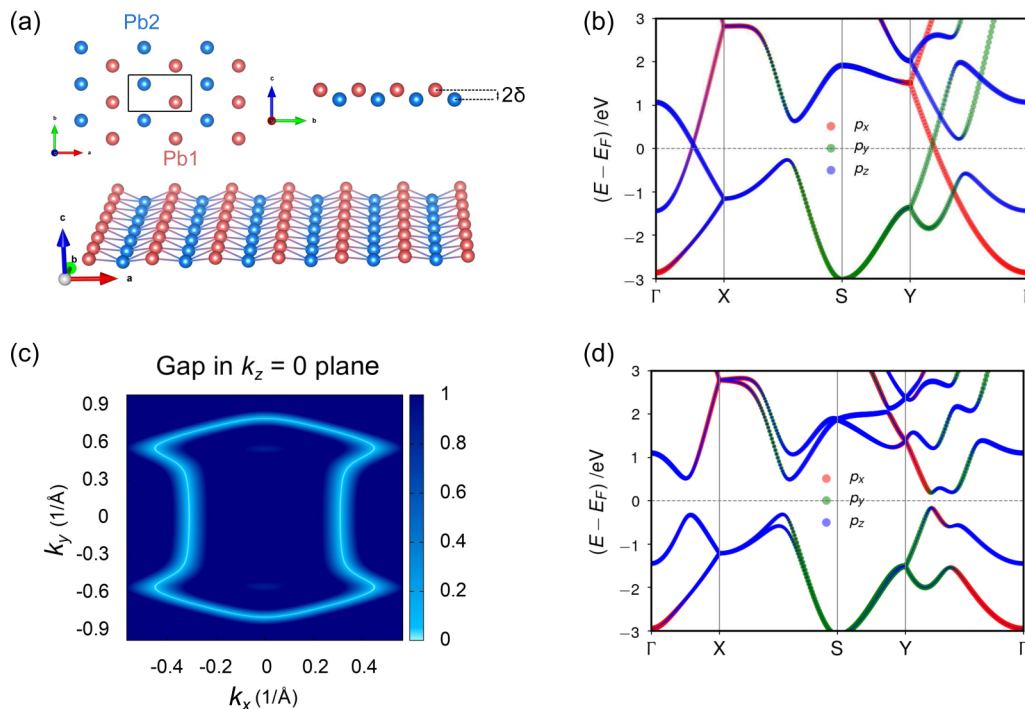 (a)
Pb2
Pb1
2δ
b
a
c
b
c
b
a
(b)
(E − E_F) /eV
3
2
1
0
−1
−2
−3
p_x
p_y
p_z
Γ X S Y Γ
(c)
Gap in k_z = 0 plane
k_y (1/Å)
0.9
0.6
0.3
0
-0.3
-0.6
-0.9
-0.4 -0.2 0 0.2 0.4
k_x (1/Å)
1
0.8
0.6
0.4
0.2
0
(d)
(E − E_F) /eV
3
2
1
0
−1
−2
−3
p_x
p_y
p_z
Γ X S Y Γ